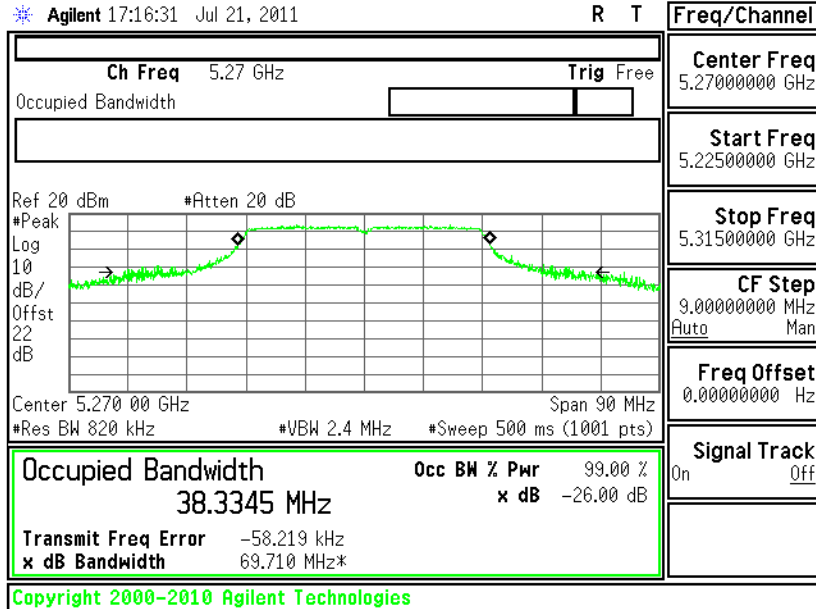 Agilent 17:16:31 Jul 21, 2011 R T
Freq/Channel
Ch Freq 5.27 GHz Trig Free
Occupied Bandwidth
Center Freq
5.27000000 GHz
Start Freq
5.22500000 GHz
Stop Freq
5.31500000 GHz
CF Step
9.00000000 MHz
Auto Man
Freq Offset
0.00000000 Hz
Signal Track
On Off
Ref 20 dBm #Atten 20 dB
#Peak
Log
10
dB/
Offst
22
dB
Center 5.270 00 GHz Span 90 MHz
#Res BW 820 kHz #VBW 2.4 MHz #Sweep 500 ms (1001 pts)
Occupied Bandwidth Occ BW % Pwr 99.00 %
38.3345 MHz x dB -26.00 dB
Transmit Freq Error -58.219 kHz
x dB Bandwidth 69.710 MHz*
Copyright 2000-2010 Agilent Technologies